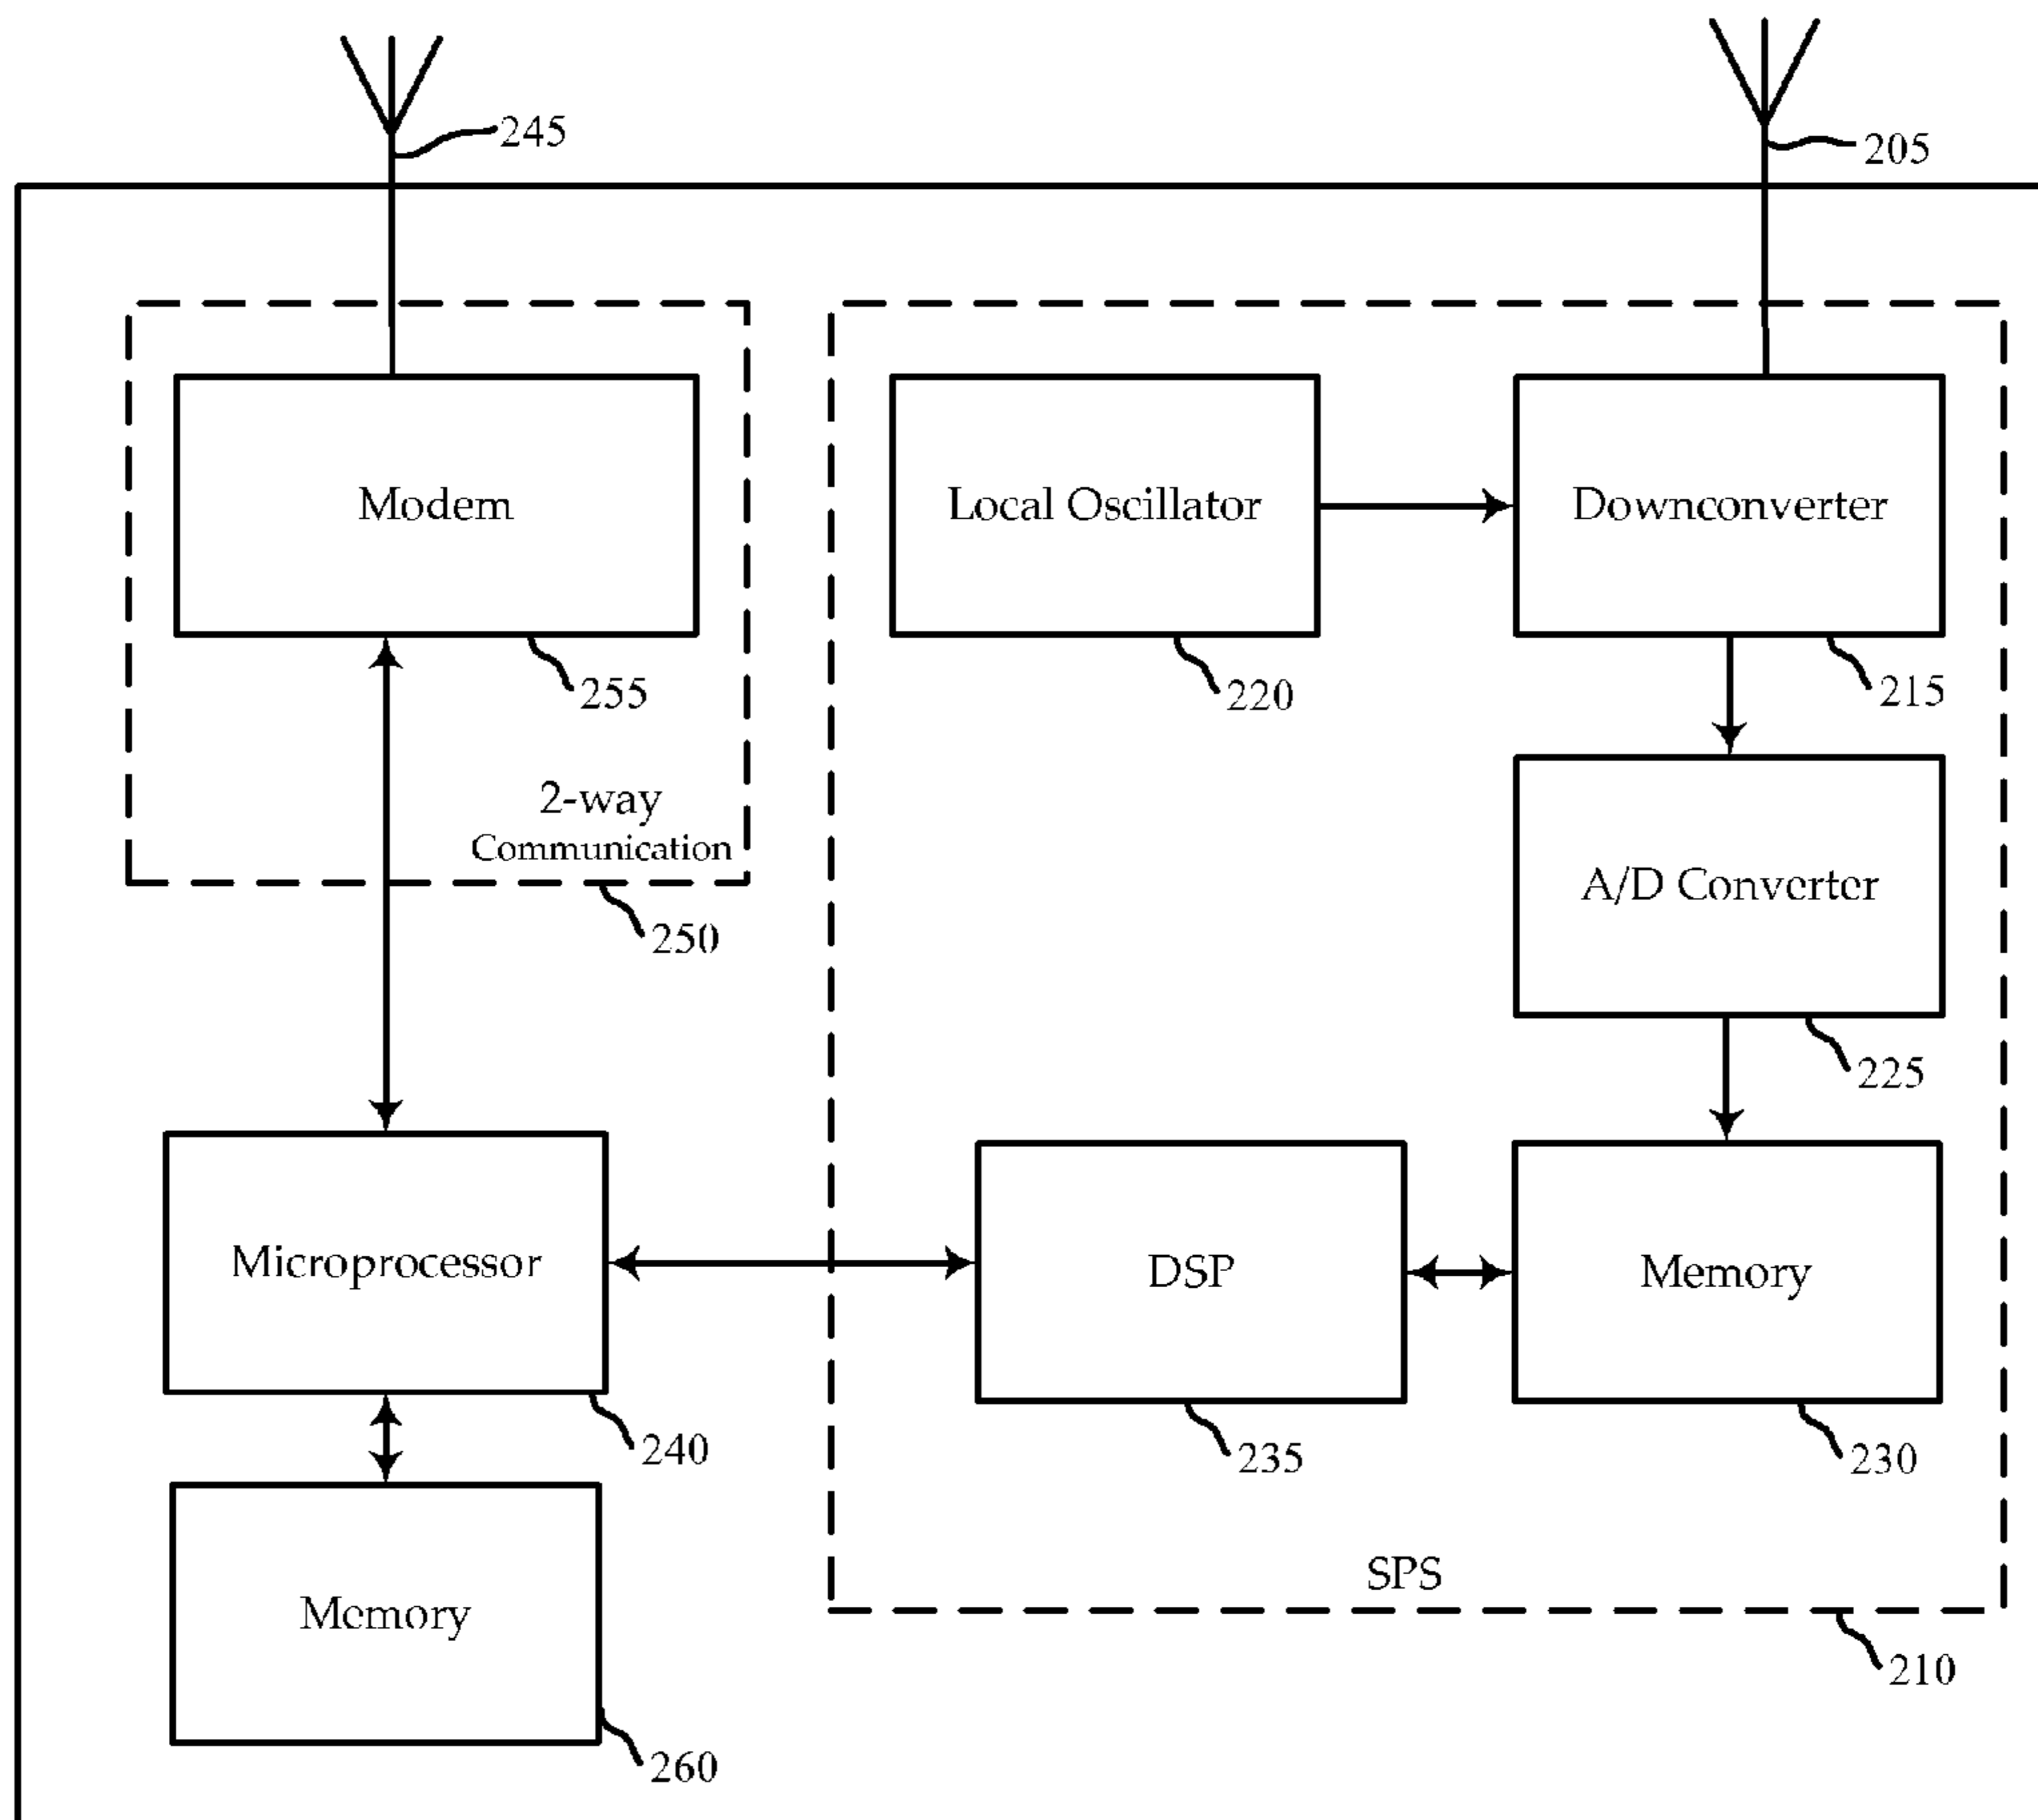 245
205
Modem
Local Oscillator
Downconverter
255
220
215
2-way
Communication
A/D Converter
250
225
Microprocessor
DSP
Memory
240
235
230
SPS
Memory
210
260